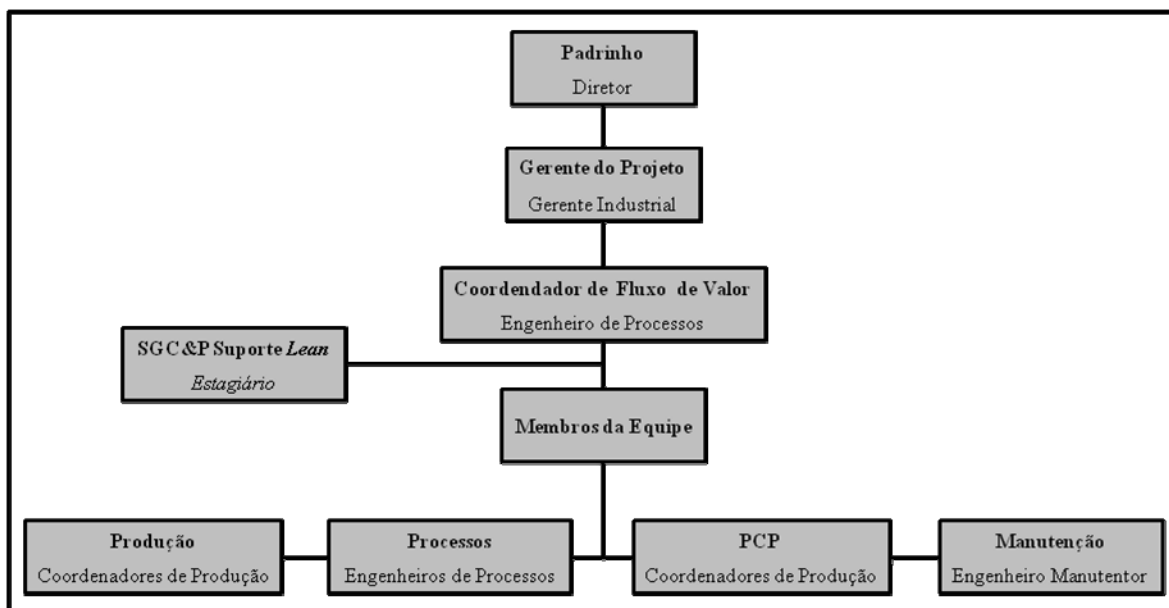 Padrinho
Diretor
Gerente do Projeto
Gerente Industrial
Coordendador de Fluxo de Valor
Engenheiro de Processos
SGC&P Suporte Lean
Estagiário
Membros da Equipe
Produção
Coordenadores de Produção
Processos
Engenheiros de Processos
PCP
Coordenadores de Produção
Manutenção
Engenheiro Manutentor